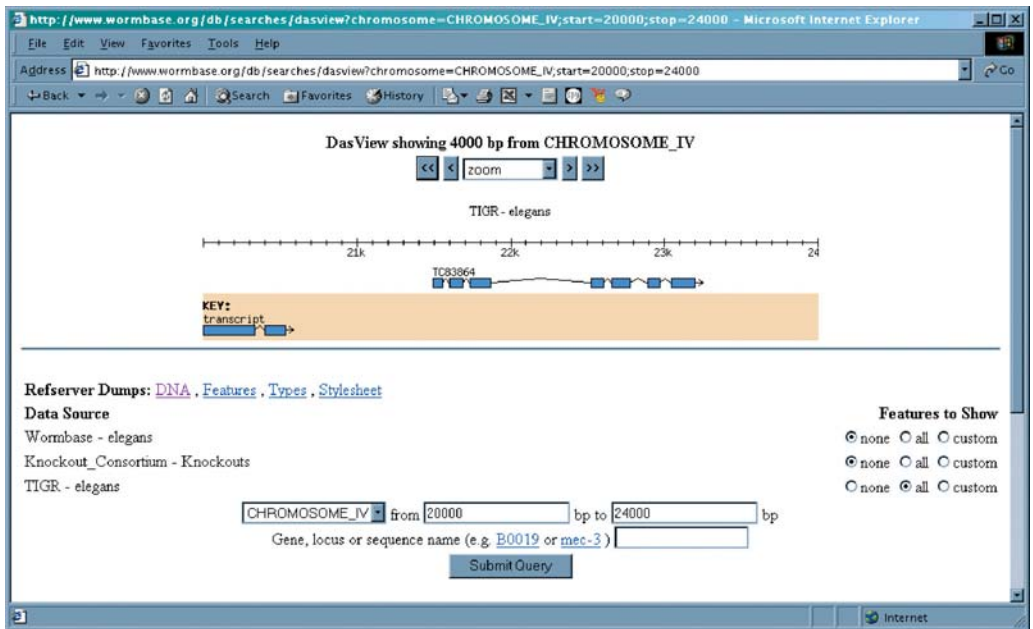 http://www.wormbase.org/db/searches/dasview?chromosome=CHROMOSOME_IV;start=20000;stop=24000 - Microsoft Internet Explorer
File Edit View Favorites Tools Help
Address http://www.wormbase.org/db/searches/dasview?chromosome=CHROMOSOME_IV;start=20000;stop=24000 Go
Back Search Favorites History
DasView showing 4000 bp from CHROMOSOME_IV
<< < zoom > >>
TIGR - elegans
21k 22k 23k 24
TC83864
KEY:
transcript
Refserver Dumps: DNA , Features , Types , Stylesheet
Data Source Features to Show
Wormbase - elegans none all custom
Knockout_Consortium - Knockouts none all custom
TIGR - elegans none all custom
CHROMOSOME_IV from 20000 bp to 24000 bp
Gene, locus or sequence name (e.g. B0019 or mec-3 )
Submit Query
Internet